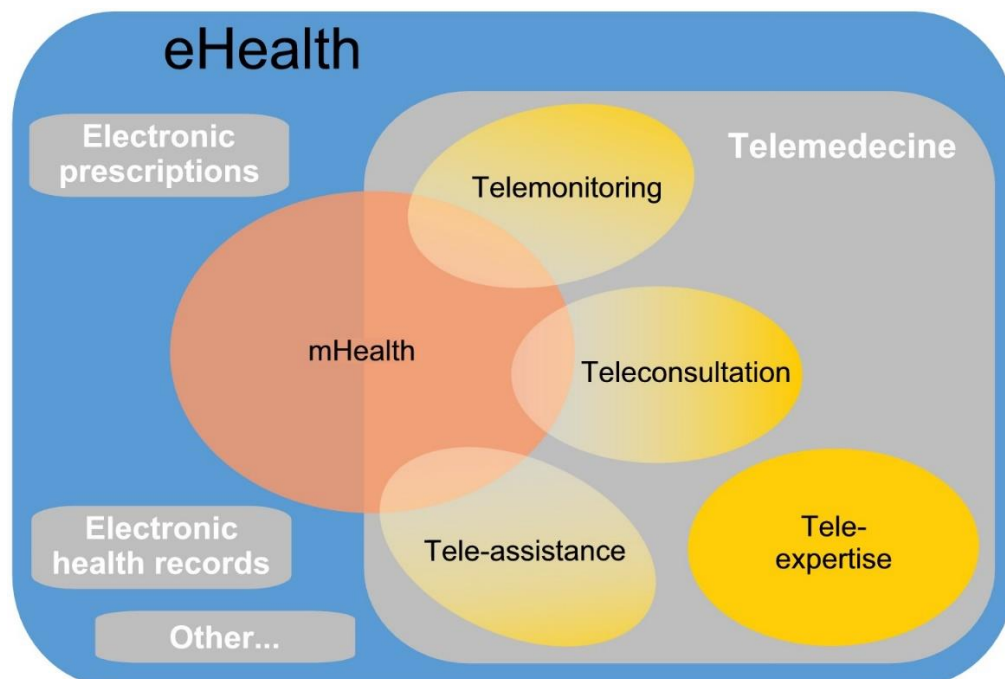 eHealth
Electronic
prescriptions
Telemedecine
Telemonitoring
mHealth
Teleconsultation
Electronic
health records
Tele-assistance
Tele-
expertise
Other...